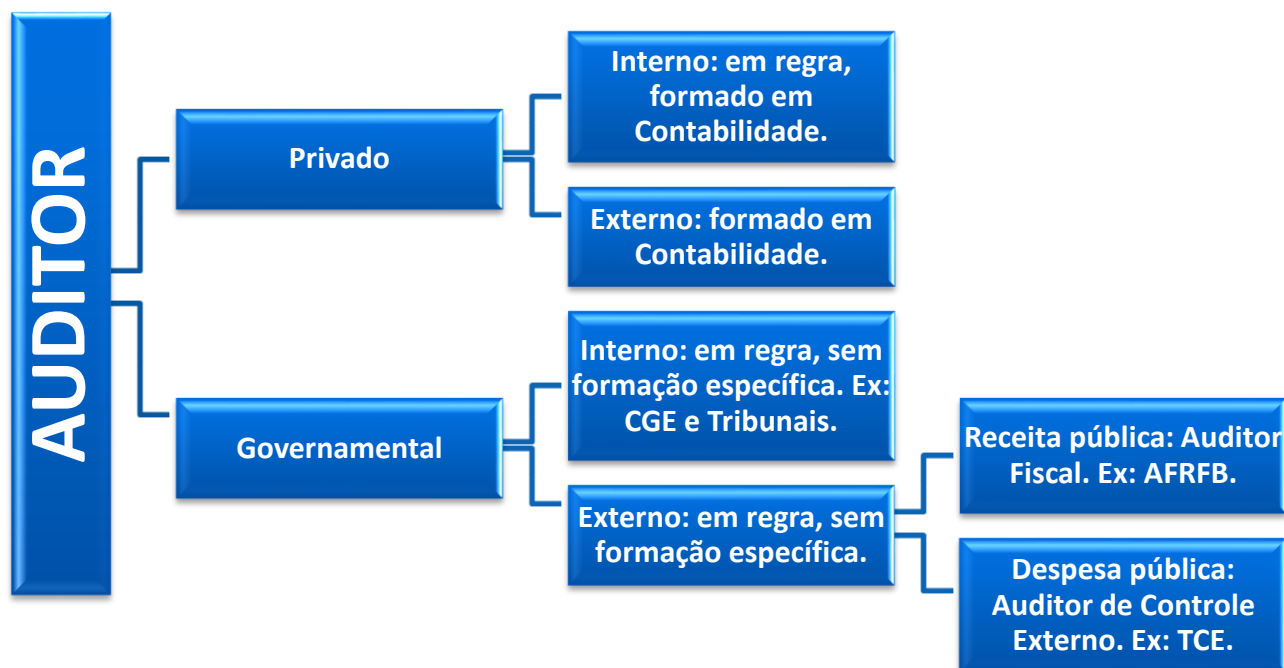 AUDITOR
Privado
Interno: em regra,
formado em
Contabilidade.
Externo: formado em
Contabilidade.
Governamental
Interno: em regra, sem
formação específica. Ex:
CGE e Tribunais.
Externo: em regra, sem
formação específica.
Receita pública: Auditor
Fiscal. Ex: AFRFB.
Despesa pública:
Auditor de Controle
Externo. Ex: TCE.